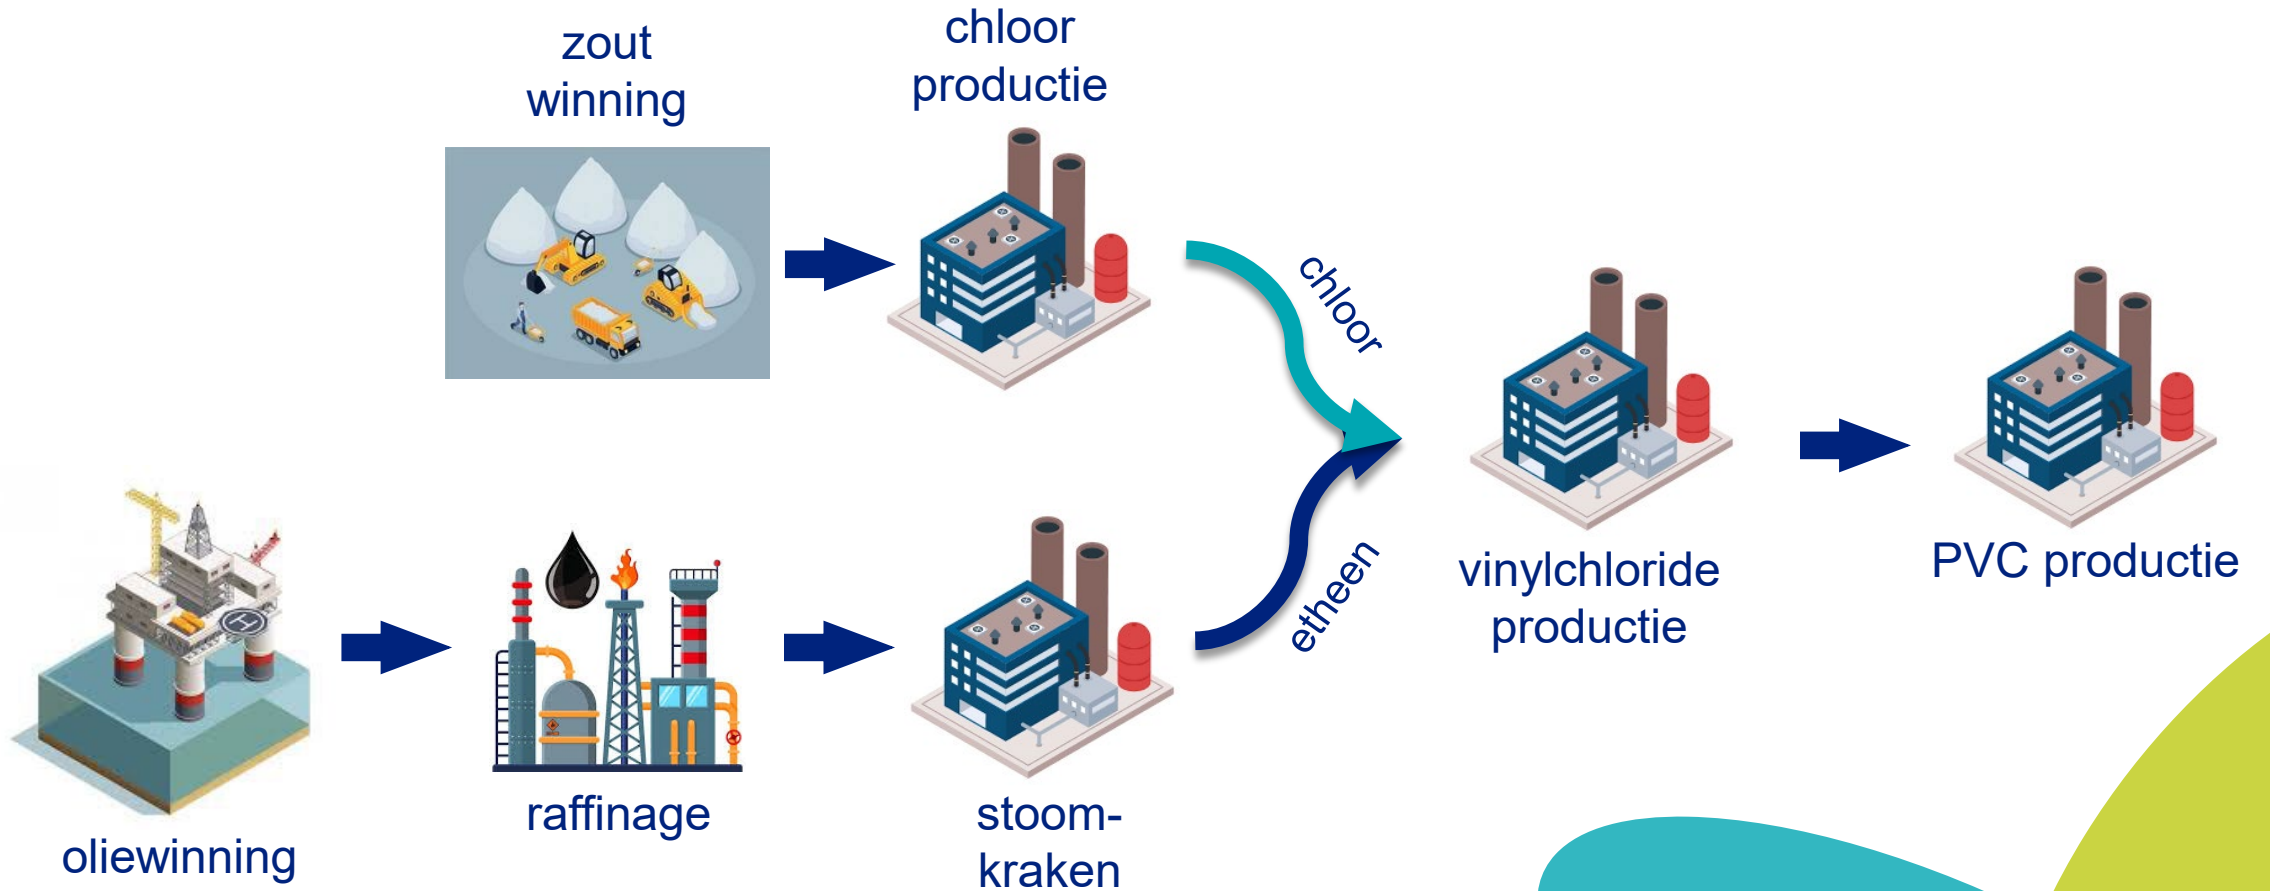 zout
winning
chloor
productie
chloor
oliewinning
raffinage
stoom-
kraken
etheen
vinylchloride
productie
PVC productie